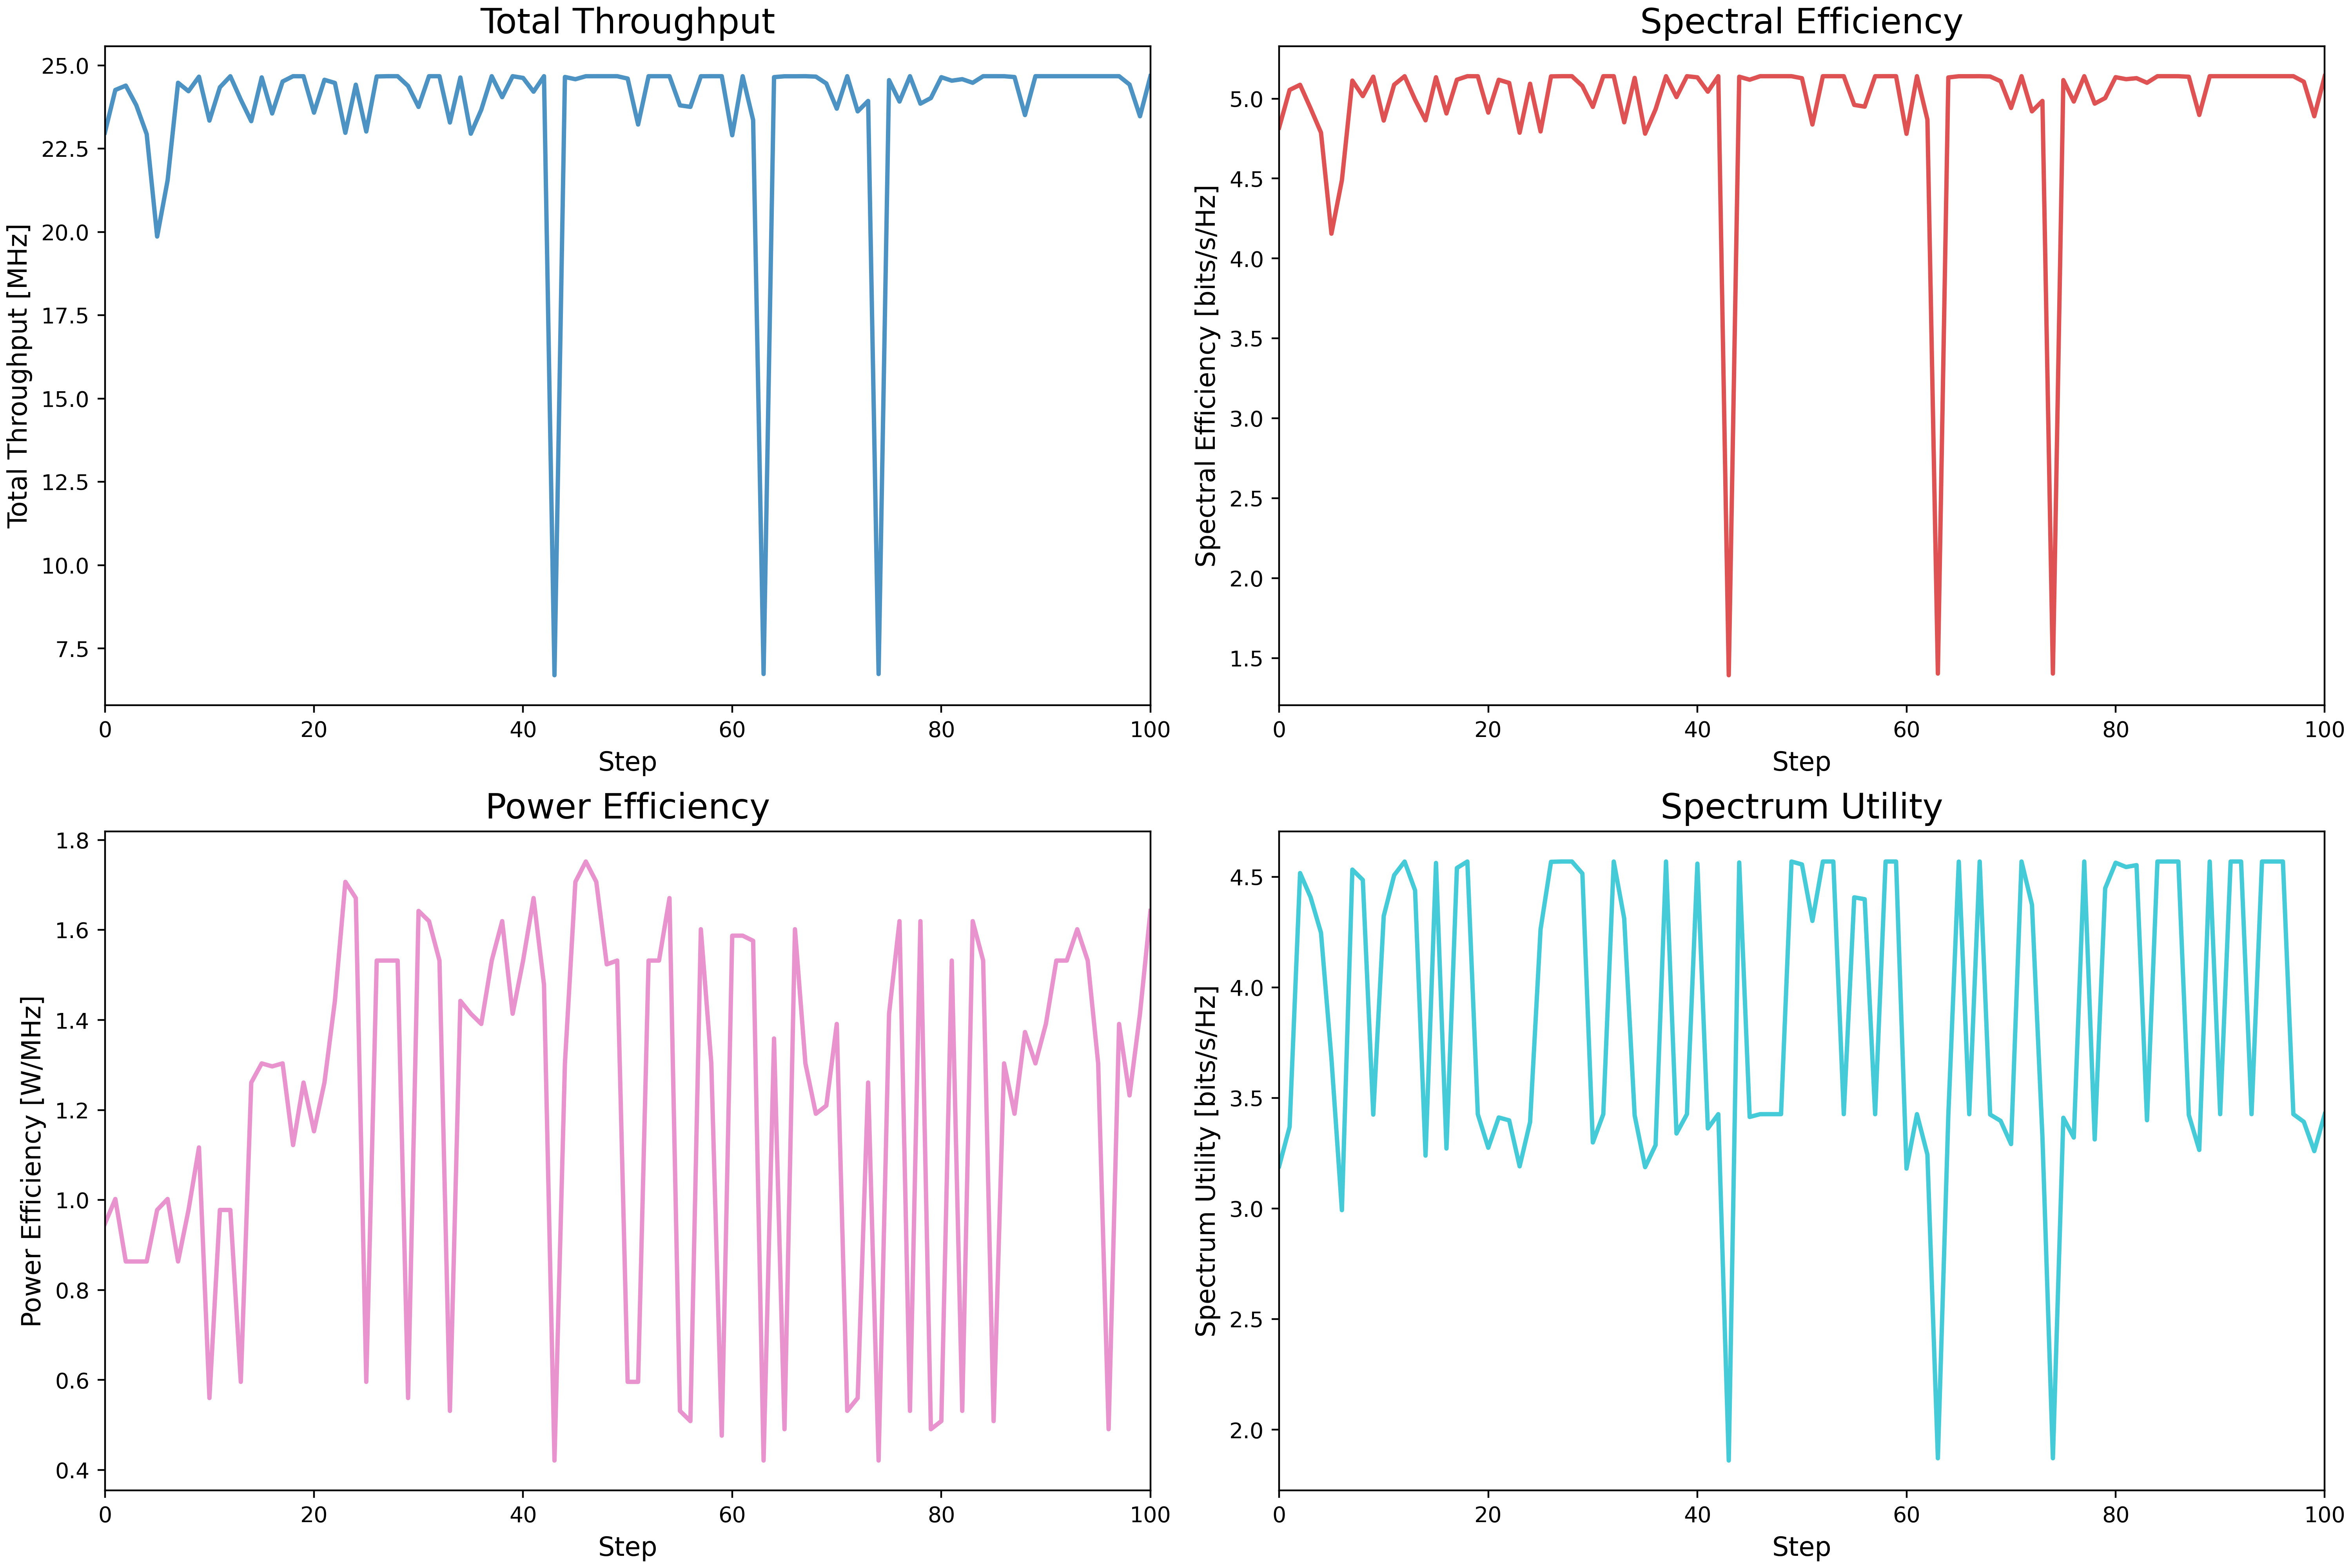 Total Throughput
Total Throughput [MHz]
25.0
22.5
20.0
17.5
15.0
12.5
10.0
7.5
0 20 40 60 80 100
Step
Spectral Efficiency
Spectral Efficiency [bits/s/Hz]
5.0
4.5
4.0
3.5
3.0
2.5
2.0
1.5
0 20 40 60 80 100
Step
Power Efficiency
Power Efficiency [W/MHz]
1.8
1.6
1.4
1.2
1.0
0.8
0.6
0.4
0 20 40 60 80 100
Step
Spectrum Utility
Spectrum Utility [bits/s/Hz]
4.5
4.0
3.5
3.0
2.5
2.0
0 20 40 60 80 100
Step